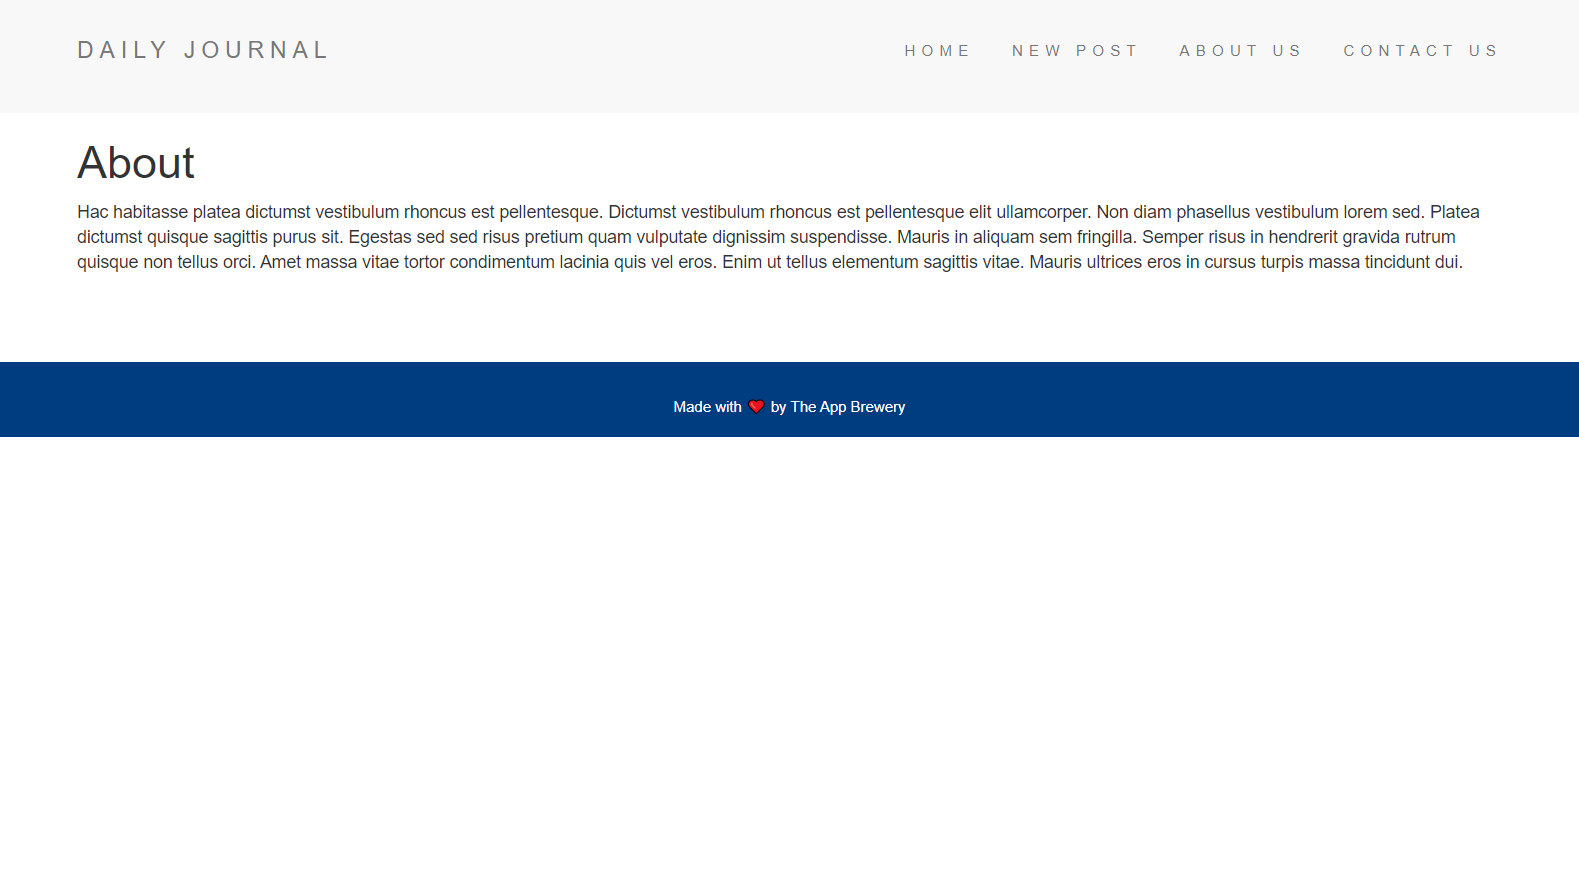 DAILY JOURNAL
HOME NEW POST ABOUT US CONTACT US
About
Hac habitasse platea dictumst vestibulum rhoncus est pellentesque. Dictumst vestibulum rhoncus est pellentesque elit ullamcorper. Non diam phasellus vestibulum lorem sed. Platea
dictumst quisque sagittis purus sit. Egestas sed sed risus pretium quam vulputate dignissim suspendisse. Mauris in aliquam sem fringilla. Semper risus in hendrerit gravida rutrum
quisque non tellus orci. Amet massa vitae tortor condimentum lacinia quis vel eros. Enim ut tellus elementum sagittis vitae. Mauris ultrices eros in cursus turpis massa tincidunt dui.
Made with ❤ by The App Brewery